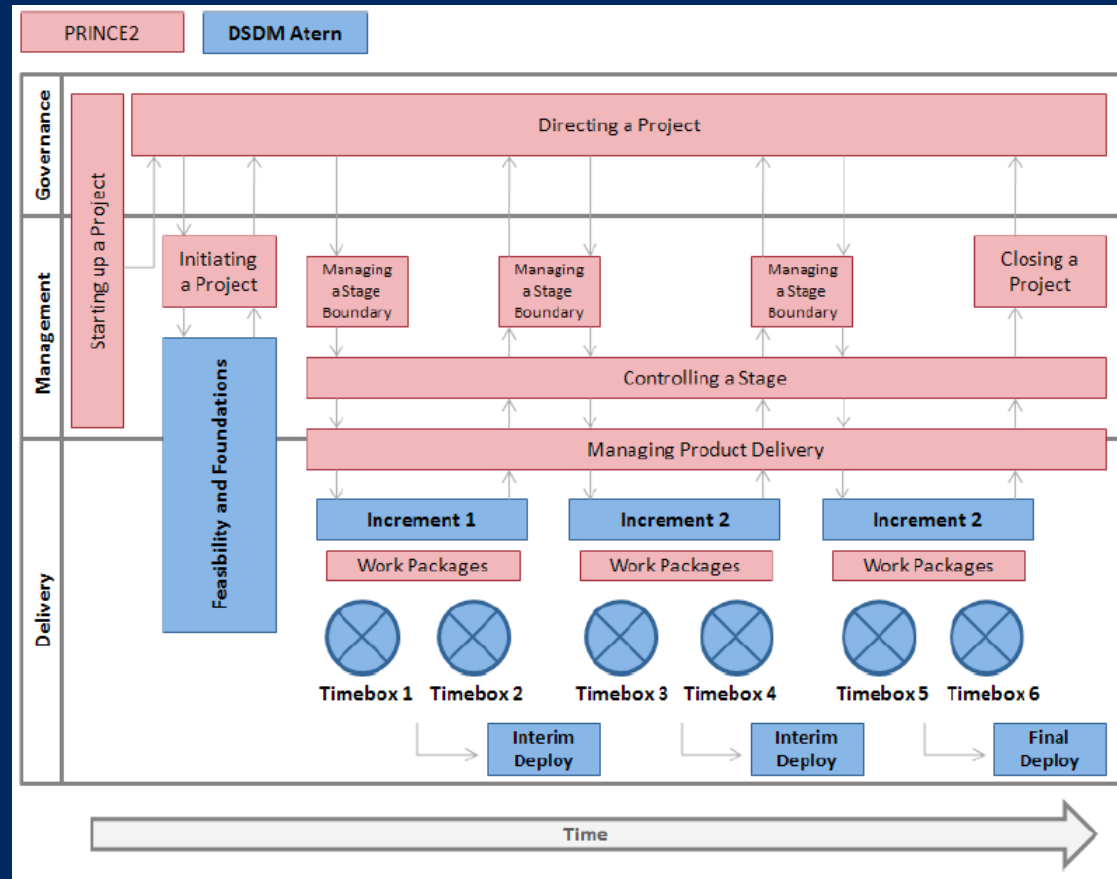 PRINCE2
DSDM Atern
Governance
Management
Delivery
Starting up a Project
Directing a Project
Initiating
a Project
Managing
a Stage
Boundary
Managing
a Stage
Boundary
Managing
a Stage
Boundary
Closing a
Project
Feasibility and Foundations
Controlling a Stage
Managing Product Delivery
Increment 1
Increment 2
Increment 2
Work Packages
Work Packages
Work Packages
Timebox 1
Timebox 2
Timebox 3
Timebox 4
Timebox 5
Timebox 6
Interim
Deploy
Interim
Deploy
Final
Deploy
Time